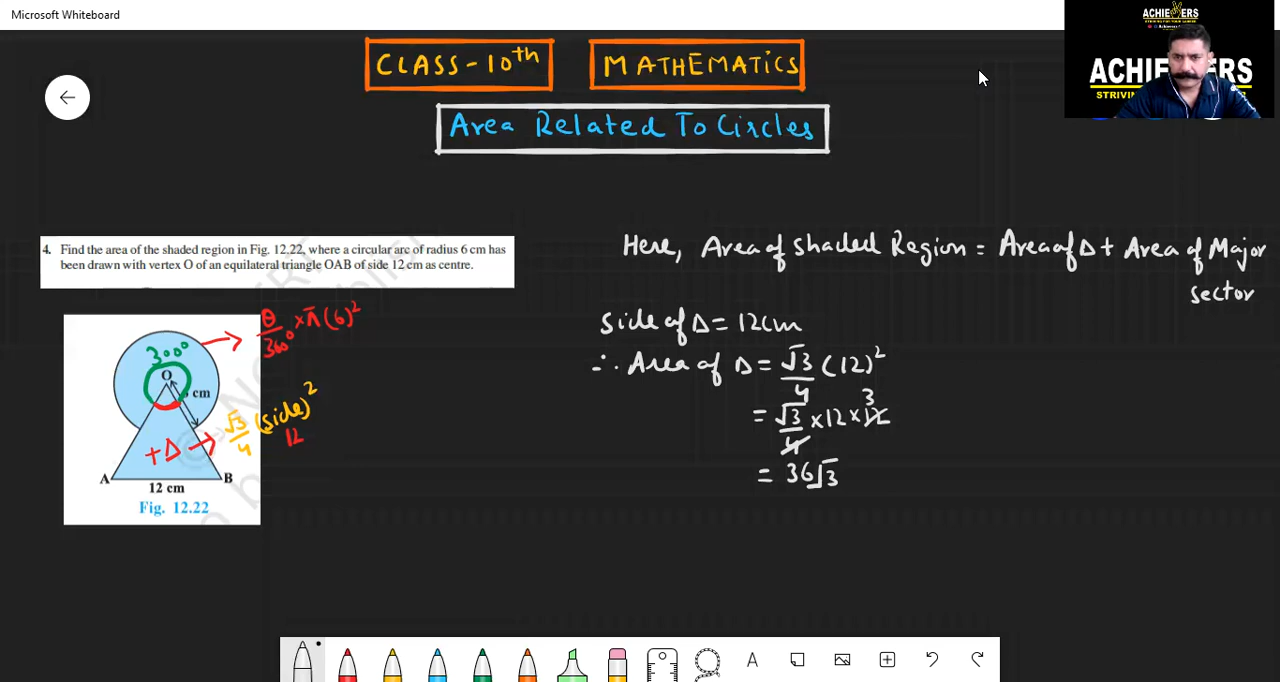 Microsoft Whiteboard
ACHIEVERS
ACHIEVERS
CLASS-10th
MATHEMATICS
Area Related To Circles
4. Find the area of the shaded region in Fig. 12.22, where a circular arc of radius 6 cm has
been drawn with vertex O of an equilateral triangle OAB of side 12 cm as centre.
Here, Area of Shaded Region = Area of Δ + Area of Major
sector
θ/360° × π(6)²
300°
O
cm
√3/4 (side)²
12
+Δ
A
B
12 cm
Fig. 12.22
Side of Δ = 12cm
∴ Area of Δ = √3/4 (12)²
= √3/4 × 12 × 12 3
= 36√3
A